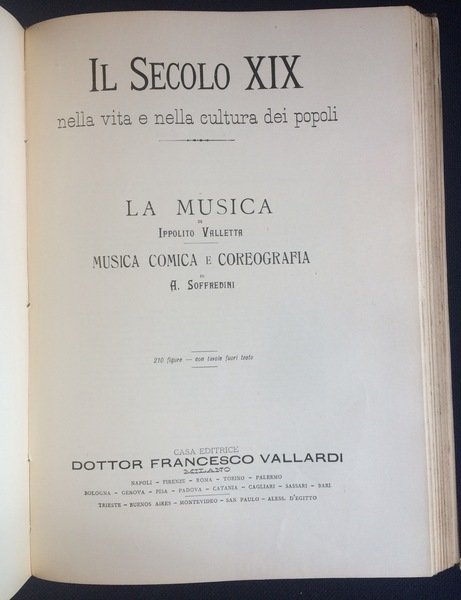 IL SECOLO XIX
nella vita e nella cultura dei popoli
LA MUSICA
DI
IPPOLITO VALLETTA
MUSICA COMICA E COREOGRAFIA
DI
A. SOFFREDINI
210 figure — con tavole fuori testo
CASA EDITRICE
DOTTOR FRANCESCO VALLARDI
MILANO
NAPOLI - FIRENZE - ROMA - TORINO - PALERMO
BOLOGNA - GENOVA - PISA - PADOVA - CATANIA - CAGLIARI - SASSARI - BARI
TRIESTE - BUENOS AIRES - MONTEVIDEO - SAN PAULO - ALESS. D'EGITTO